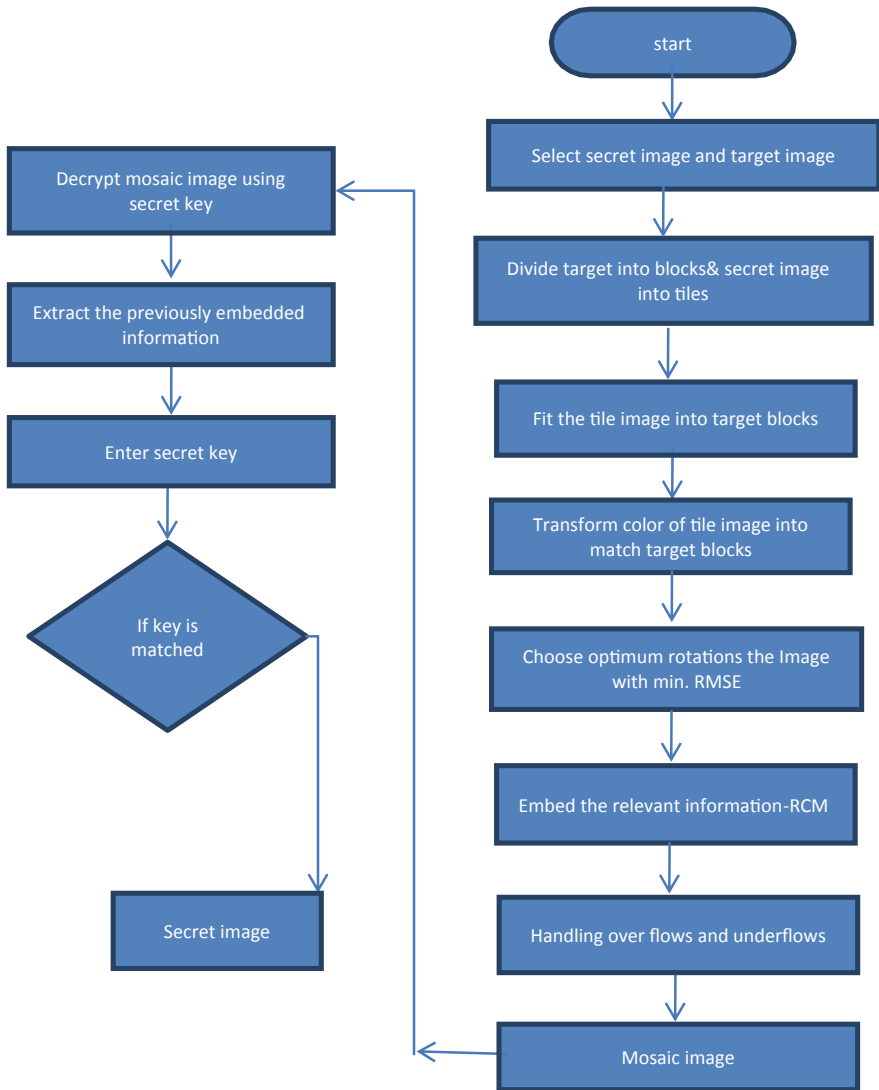 start
Select secret image and target image
Divide target into blocks& secret image
into tiles
Fit the tile image into target blocks
Transform color of tile image into
match target blocks
Choose optimum rotations the Image
with min. RMSE
Embed the relevant information-RCM
Handling over flows and underflows
Mosaic image
Decrypt mosaic image using
secret key
Extract the previously embedded
information
Enter secret key
If key is
matched
Secret image